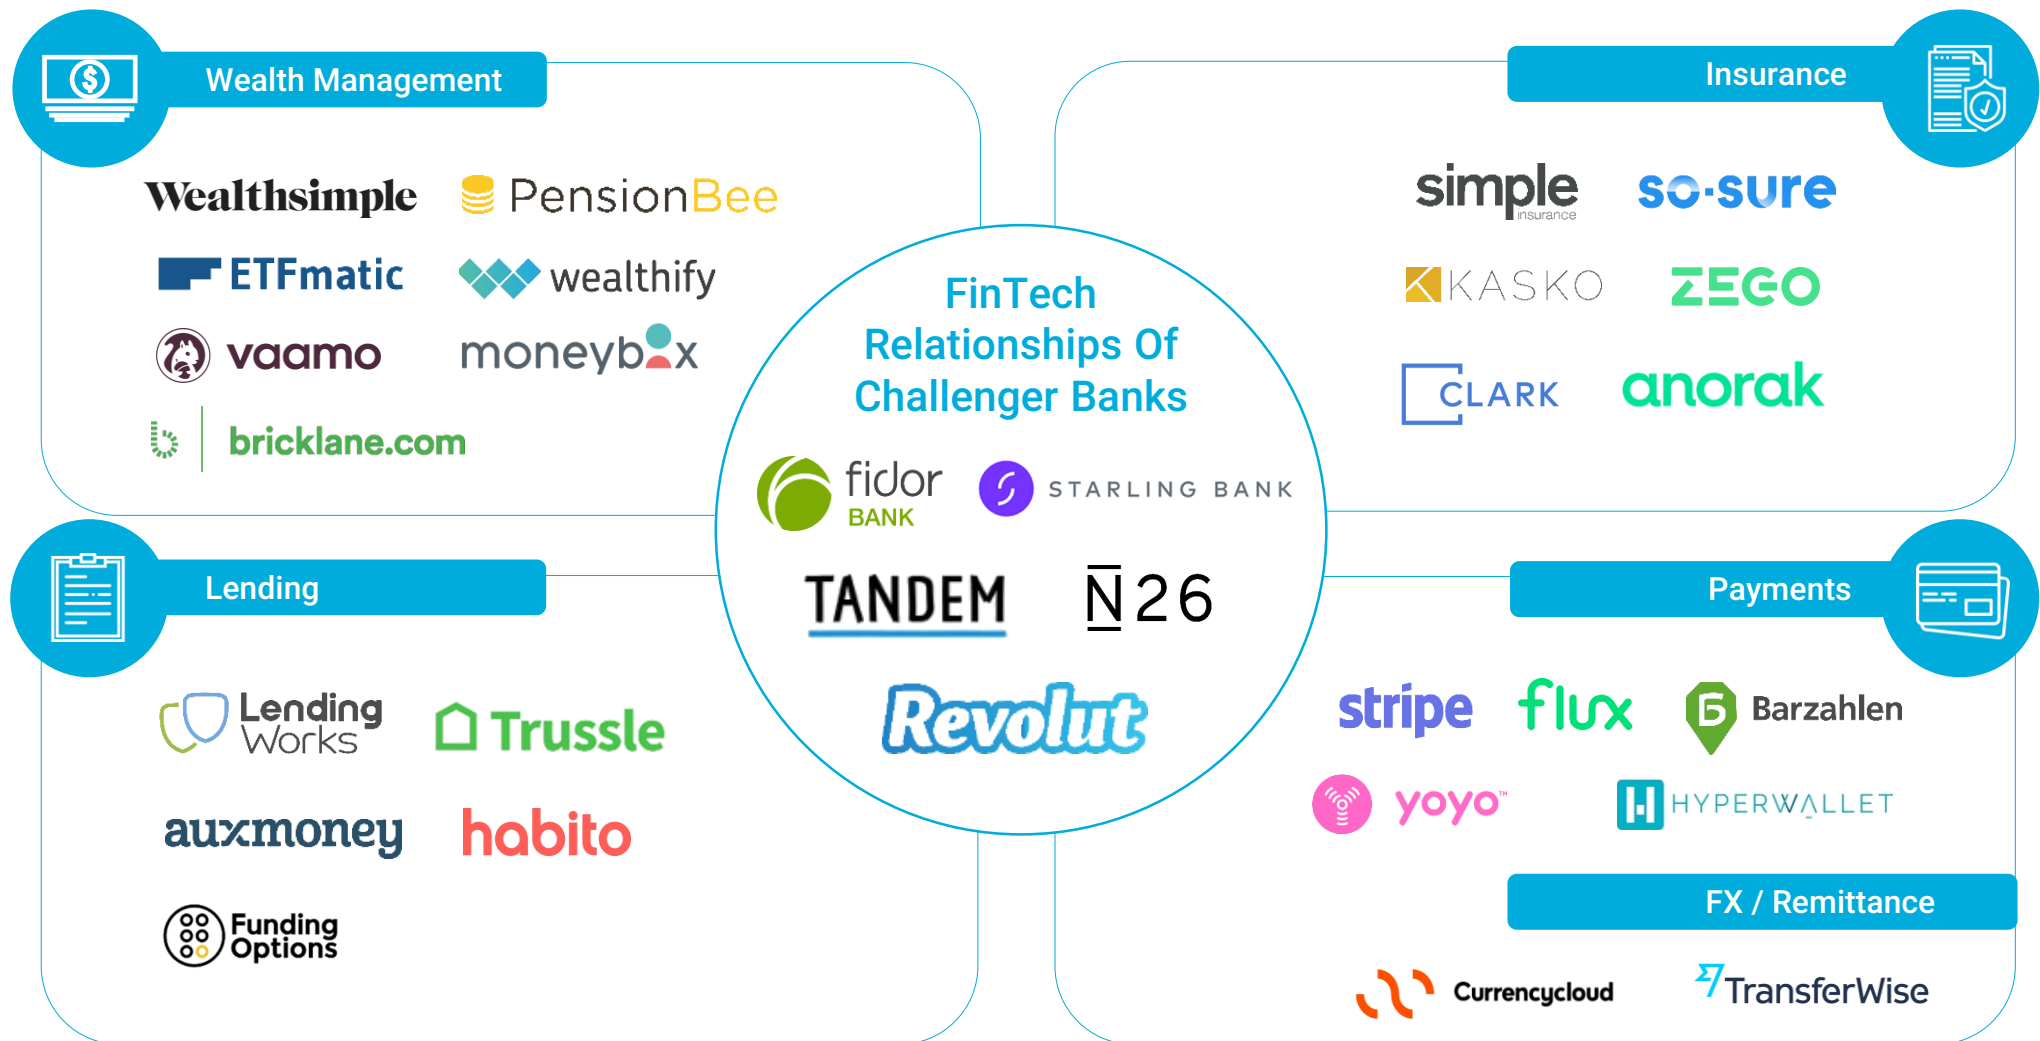 Wealth Management
Wealthsimple
PensionBee
ETFmatic
wealthify
vaamo
moneybox
bricklane.com
Insurance
simple
insurance
so-sure
KASKO
ZEGO
CLARK
anorak
FinTech
Relationships Of
Challenger Banks
fidor
BANK
STARLING BANK
TANDEM
N26
Revolut
Lending
Lending
Works
Trussle
auxmoney
habito
Funding
Options
Payments
stripe
flux
Barzahlen
yoyo™
HYPERWALLET
FX / Remittance
Currencycloud
TransferWise